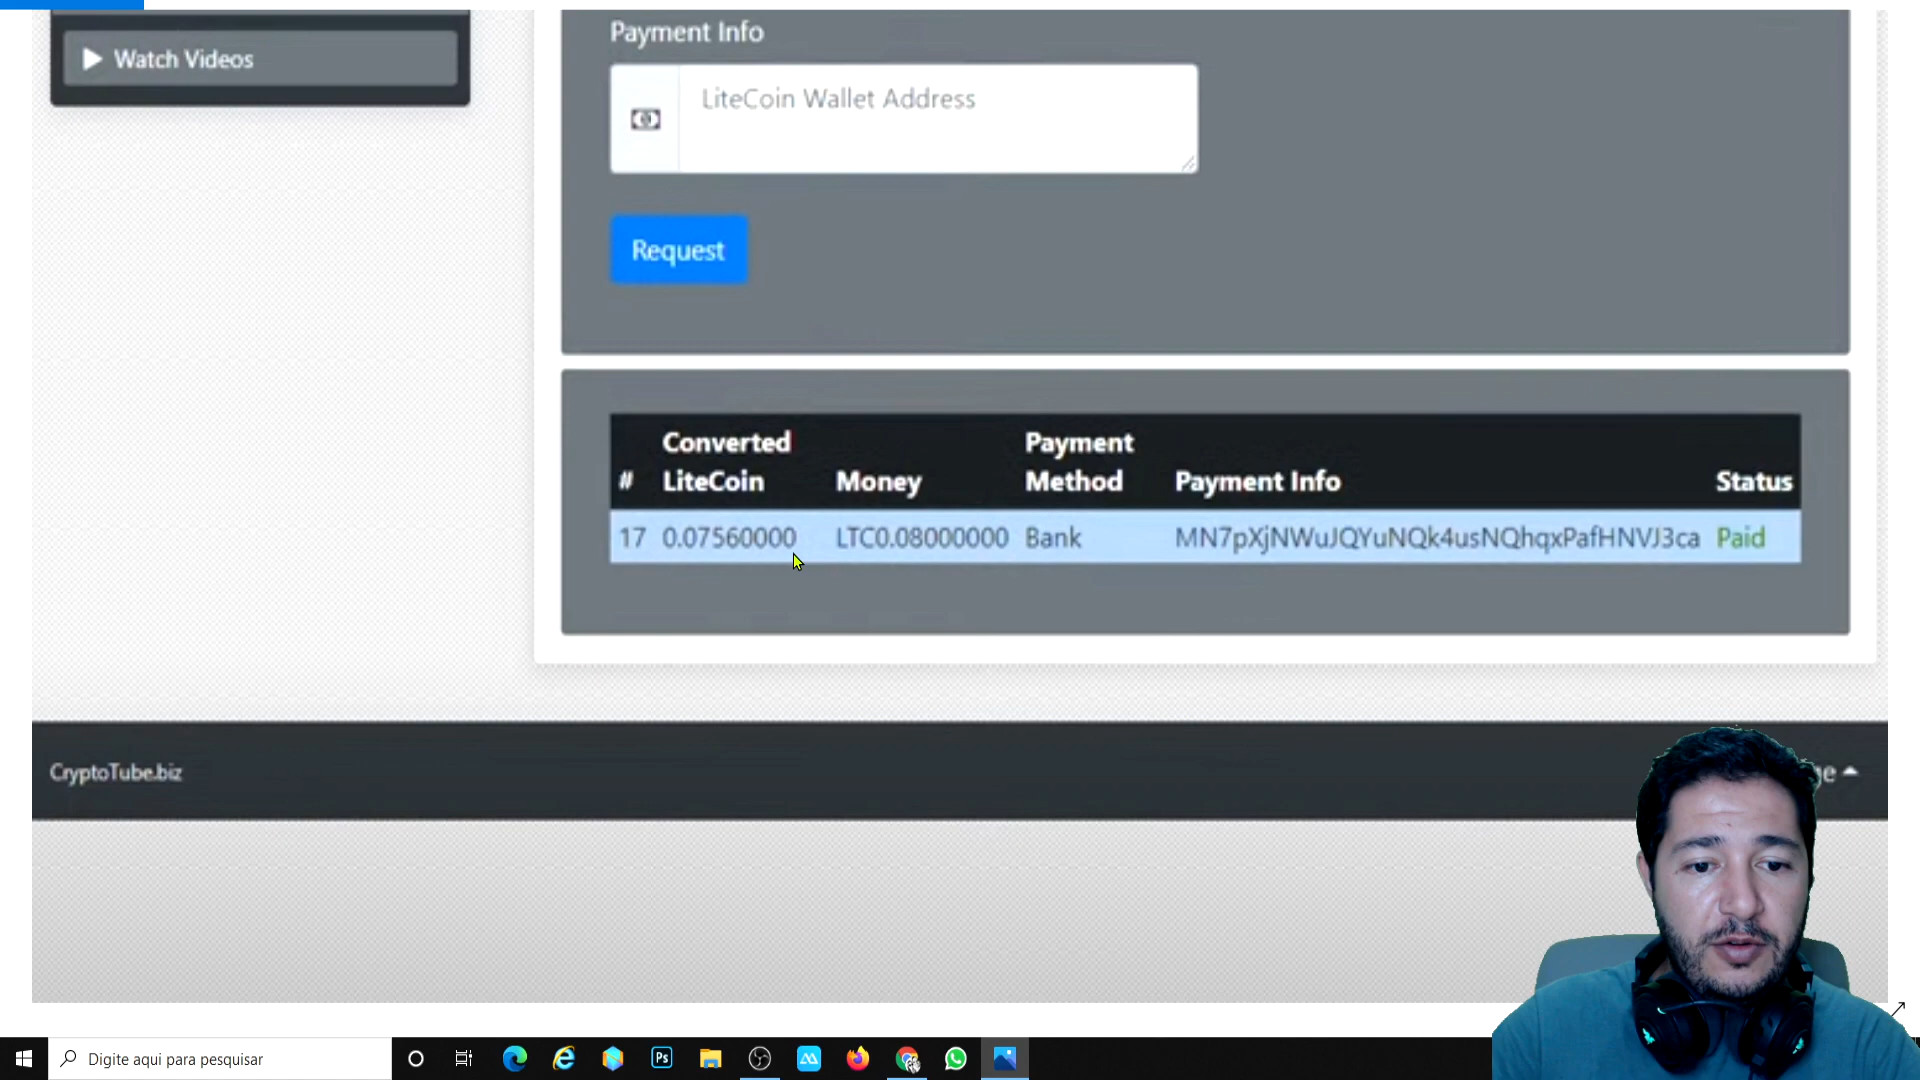 Payment Info
Watch Videos
LiteCoin Wallet Address
Request
Converted
LiteCoin
Payment
Method
# Money Payment Info Status
17 0.07560000 LTC0.08000000 Bank MN7pXjNWuJQYuNQk4usNQhqxPafHNVJ3ca Paid
CryptoTube.biz
Digite aqui para pesquisar
Ps